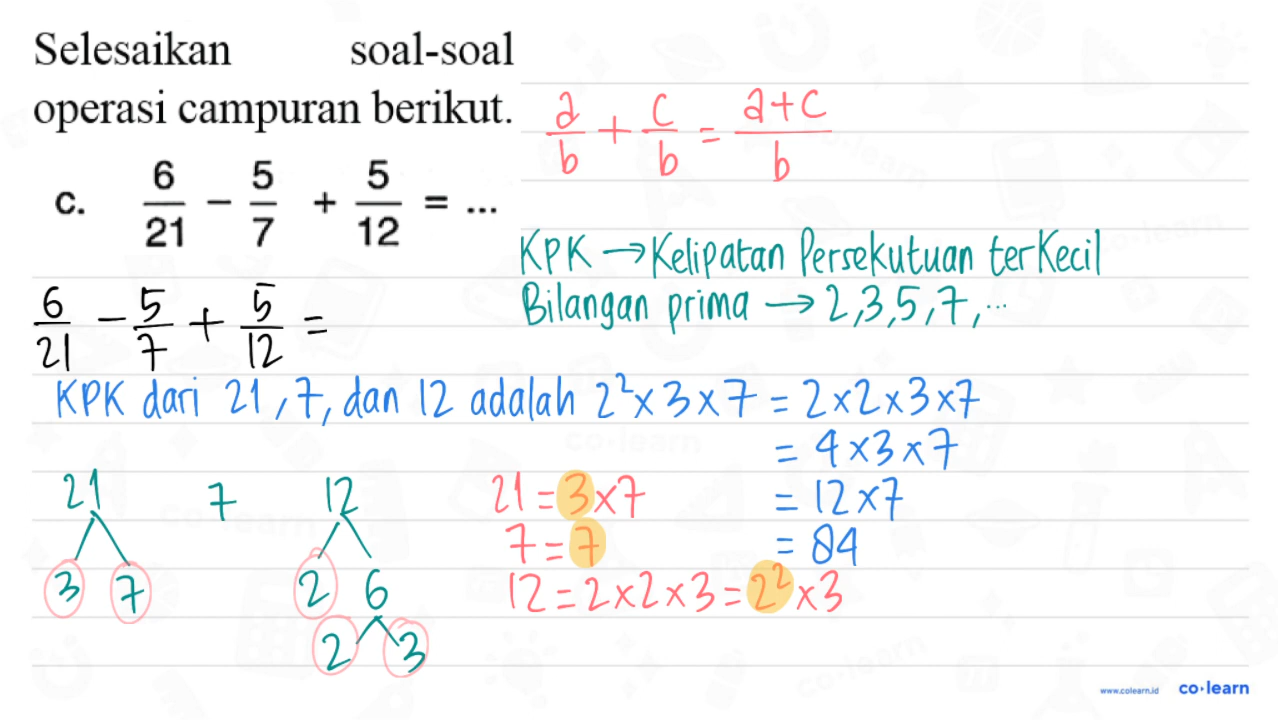 Selesaikan soal-soal
operasi campuran berikut.
c. 6/21 - 5/7 + 5/12 = ...
a/b + c/b = (a+c)/b
KPK → Kelipatan Persekutuan terkecil
Bilangan prima → 2,3,5,7,...
6/21 - 5/7 + 5/12 =
KPK dari 21, 7, dan 12 adalah 2² × 3 × 7 = 2×2×3×7
= 4×3×7
= 12×7
= 84
21 7 12
3 7 2 6
2 3
21 = 3×7
7 = 7
12 = 2×2×3 = 2² ×3
www.colearn.id co·learn